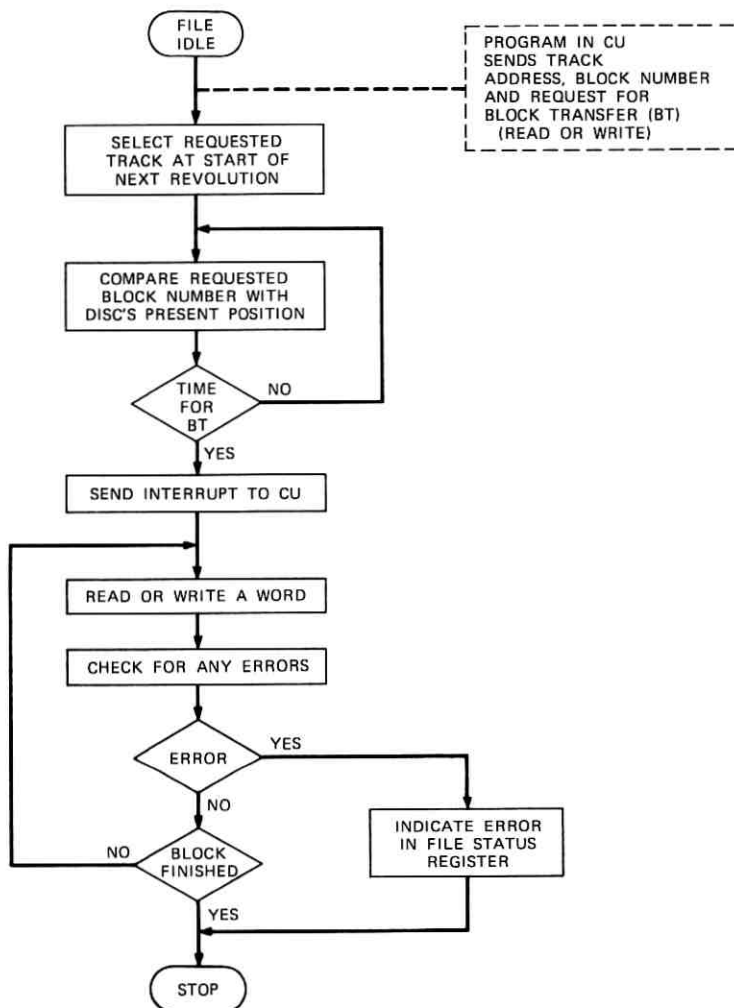 FILE
IDLE
PROGRAM IN CU
SENDS TRACK
ADDRESS, BLOCK NUMBER
AND REQUEST FOR
BLOCK TRANSFER (BT)
(READ OR WRITE)
SELECT REQUESTED
TRACK AT START OF
NEXT REVOLUTION
COMPARE REQUESTED
BLOCK NUMBER WITH
DISC'S PRESENT POSITION
TIME
FOR
BT
NO
YES
SEND INTERRUPT TO CU
READ OR WRITE A WORD
CHECK FOR ANY ERRORS
ERROR
YES
NO
INDICATE ERROR
IN FILE STATUS
REGISTER
BLOCK
FINISHED
NO
YES
STOP